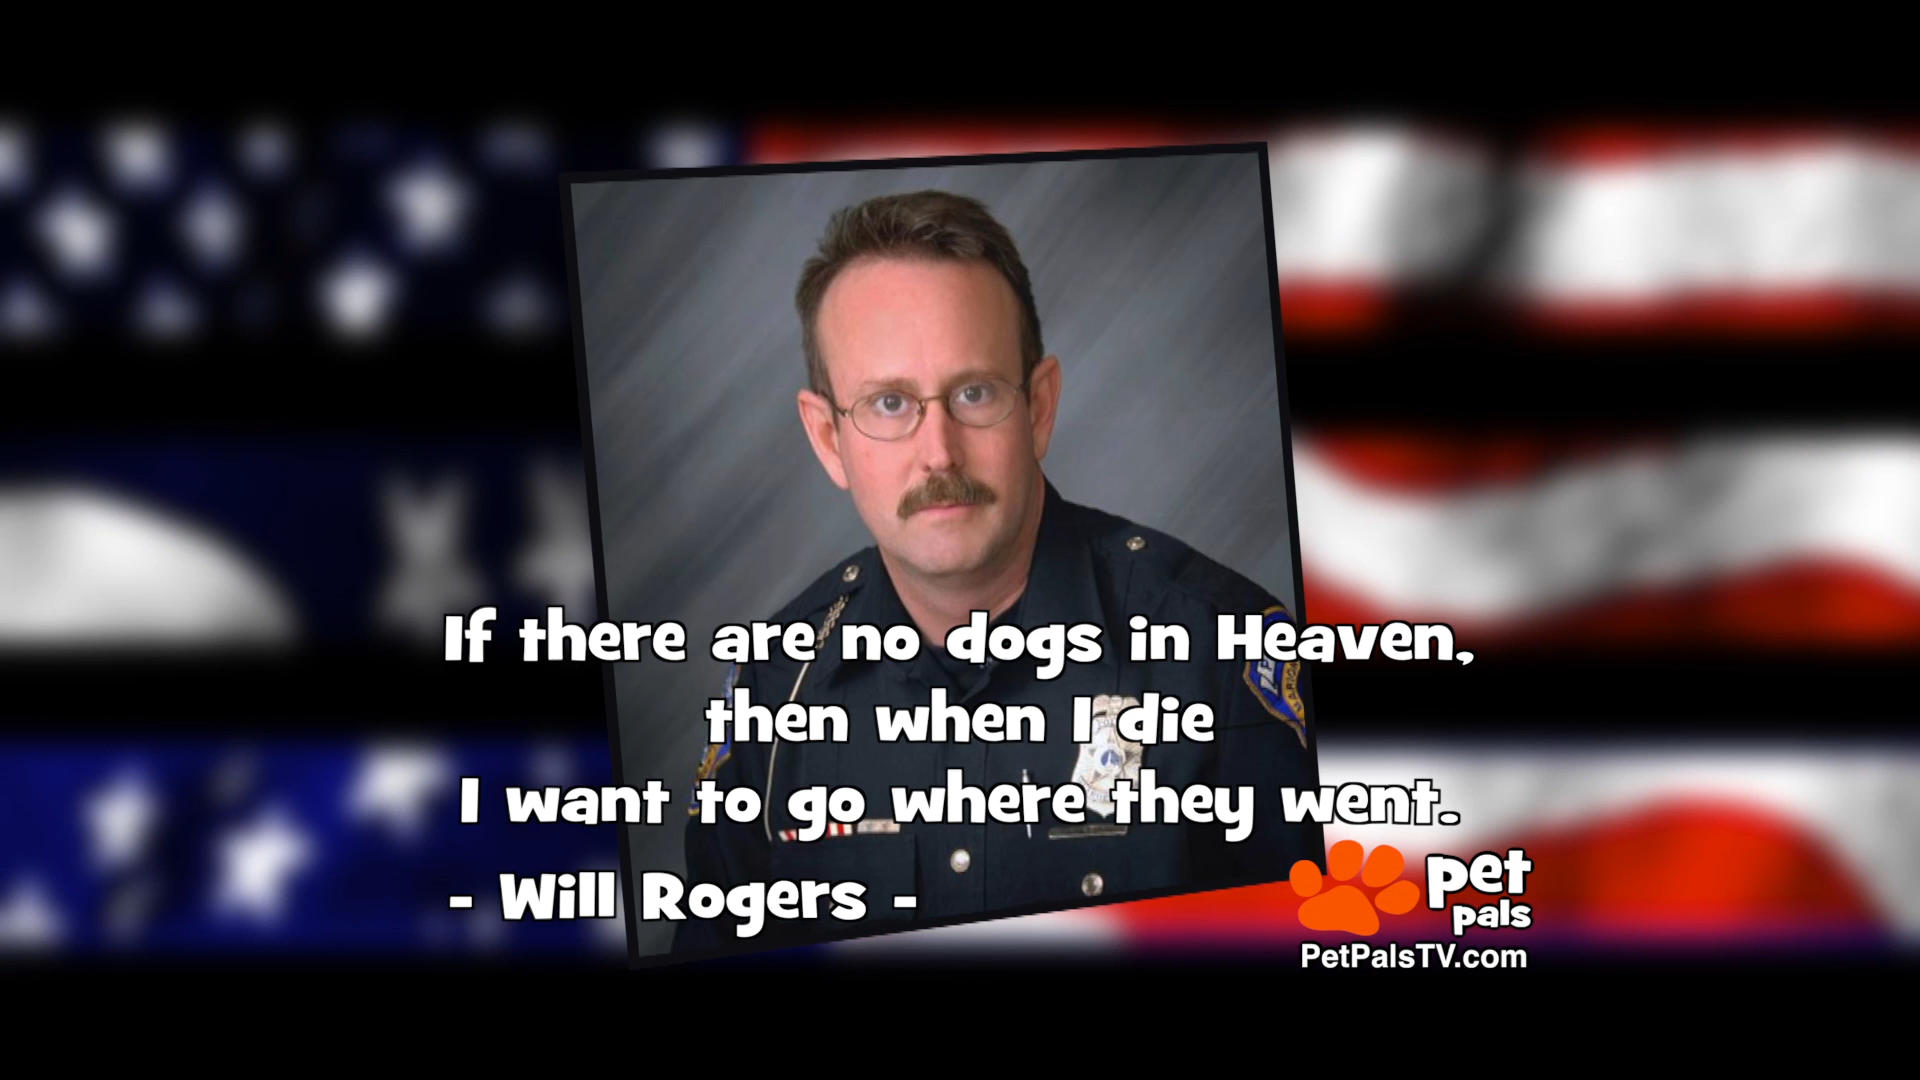 If there are no dogs in Heaven,
then when I die
I want to go where they went.
- Will Rogers -
pet
pals
PetPalsTV.com